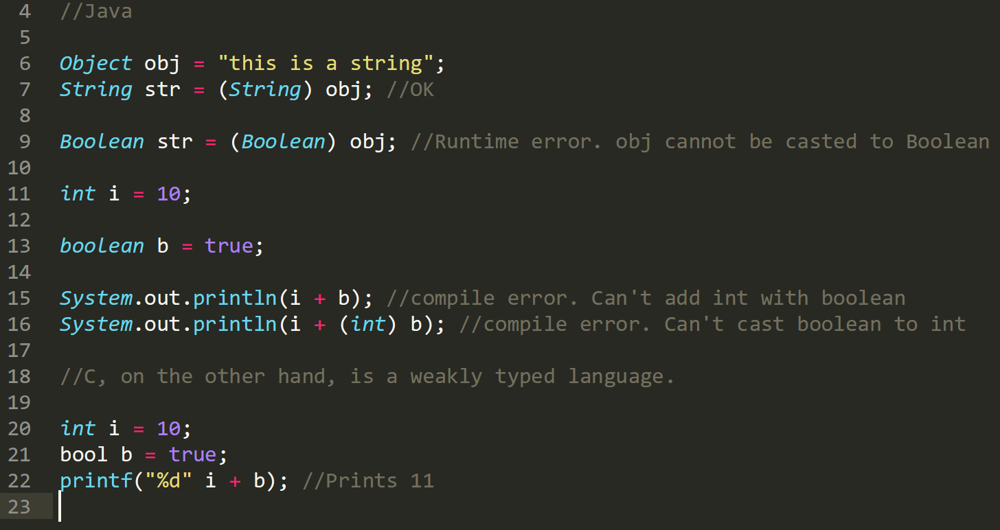 4 //Java
5
6 Object obj = "this is a string";
7 String str = (String) obj; //OK
8
9 Boolean str = (Boolean) obj; //Runtime error. obj cannot be casted to Boolean
10
11 int i = 10;
12
13 boolean b = true;
14
15 System.out.println(i + b); //compile error. Can't add int with boolean
16 System.out.println(i + (int) b); //compile error. Can't cast boolean to int
17
18 //C, on the other hand, is a weakly typed language.
19
20 int i = 10;
21 bool b = true;
22 printf("%d" i + b); //Prints 11
23